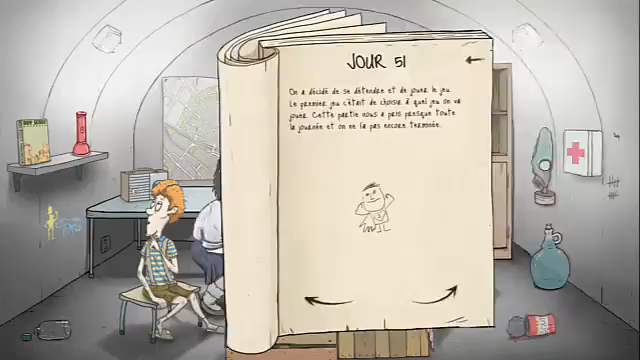 JOUR 51
On a décidé de se détendre et de jouer le jeu.
Le premier jeu c'était de choisir à quel jeu on va
jouer. Cette partie nous a pris presque toute
la journée et on ne l'a pas encore terminée.